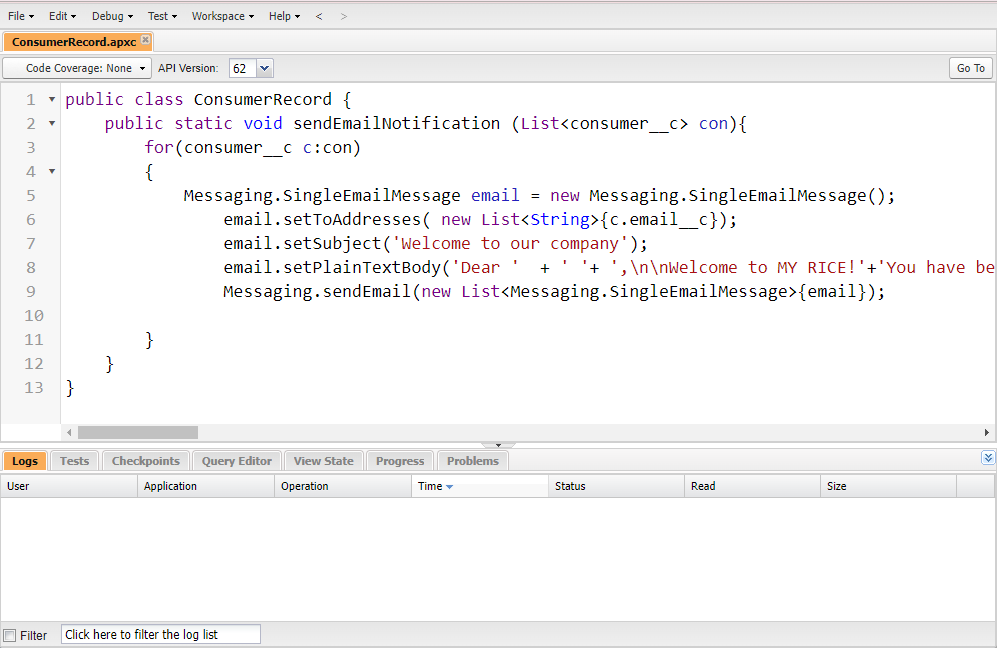 File Edit Debug Test Workspace Help < >
ConsumerRecord.apxc
Code Coverage: None API Version: 62 Go To
1 public class ConsumerRecord {
2 public static void sendEmailNotification (List<consumer__c> con){
3 for(consumer__c c:con)
4 {
5 Messaging.SingleEmailMessage email = new Messaging.SingleEmailMessage();
6 email.setToAddresses( new List<String>{c.email__c});
7 email.setSubject('Welcome to our company');
8 email.setPlainTextBody('Dear '  + ' '+ ',\n\nWelcome to MY RICE!'+'You have be
9 Messaging.sendEmail(new List<Messaging.SingleEmailMessage>{email});
10
11 }
12 }
13 }
Logs Tests Checkpoints Query Editor View State Progress Problems
User Application Operation Time Status Read Size
Filter Click here to filter the log list